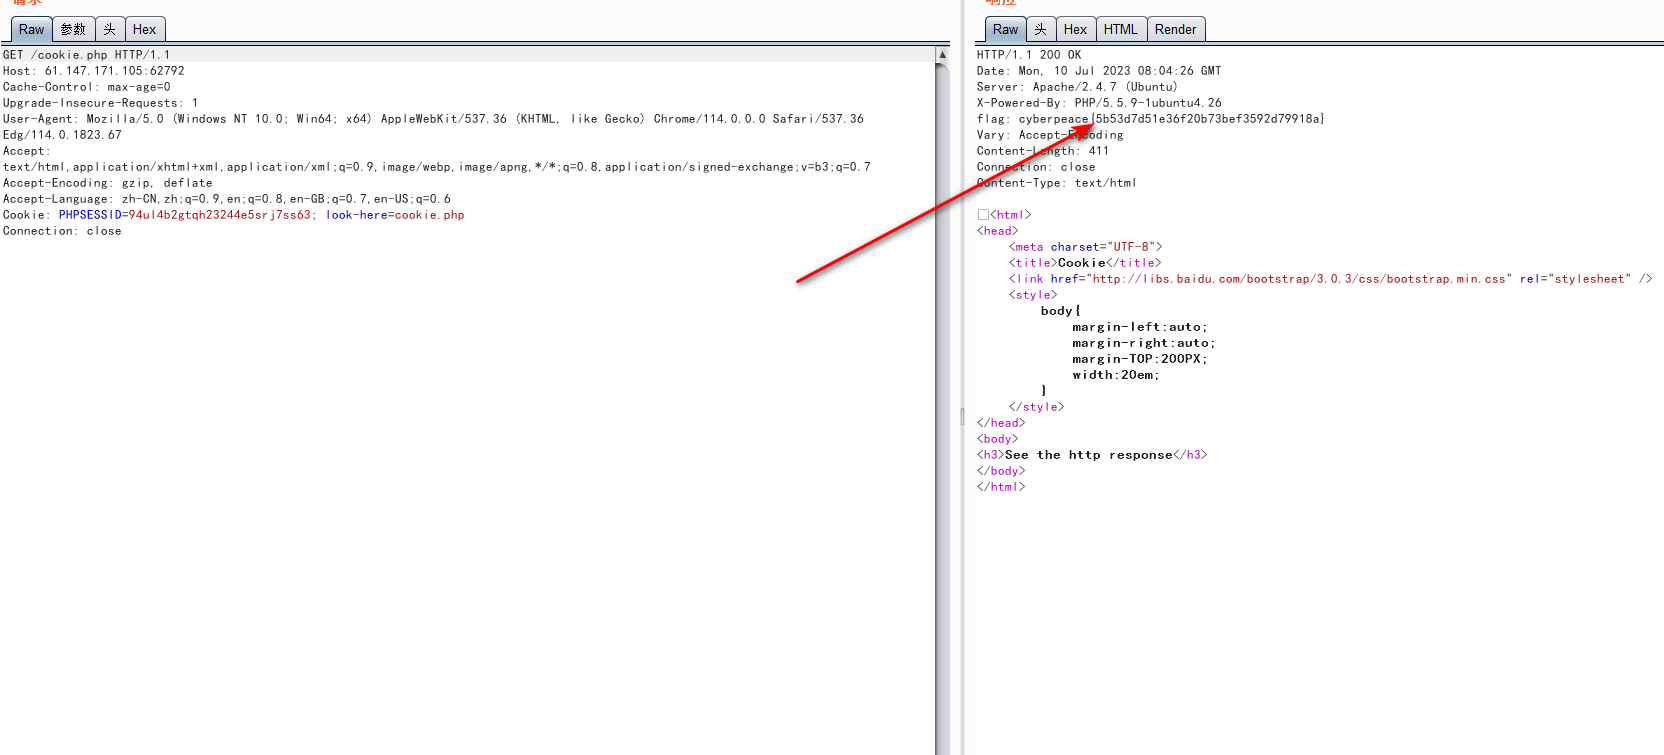 请求
Raw 参数 头 Hex
GET /cookie.php HTTP/1.1
Host: 61.147.171.105:62792
Cache-Control: max-age=0
Upgrade-Insecure-Requests: 1
User-Agent: Mozilla/5.0 (Windows NT 10.0; Win64; x64) AppleWebKit/537.36 (KHTML, like Gecko) Chrome/114.0.0.0 Safari/537.36
Edg/114.0.1823.67
Accept:
text/html,application/xhtml+xml,application/xml;q=0.9,image/webp,image/apng,*/*;q=0.8,application/signed-exchange;v=b3;q=0.7
Accept-Encoding: gzip, deflate
Accept-Language: zh-CN,zh;q=0.9,en;q=0.8,en-GB;q=0.7,en-US;q=0.6
Cookie: PHPSESSID=94ul4b2gtqh23244e5srj7ss63; look-here=cookie.php
Connection: close
响应
Raw 头 Hex HTML Render
HTTP/1.1 200 OK
Date: Mon, 10 Jul 2023 08:04:26 GMT
Server: Apache/2.4.7 (Ubuntu)
X-Powered-By: PHP/5.5.9-1ubuntu4.26
flag: cyberpeace{5b53d7d51e36f20b73bef3592d79918a}
Vary: Accept-Encoding
Content-Length: 411
Connection: close
Content-Type: text/html
<html>
<head>
<meta charset="UTF-8">
<title>Cookie</title>
<link href="http://libs.baidu.com/bootstrap/3.0.3/css/bootstrap.min.css" rel="stylesheet" />
<style>
body{
margin-left:auto;
margin-right:auto;
margin-TOP:200PX;
width:20em;
}
</style>
</head>
<body>
<h3>See the http response</h3>
</body>
</html>